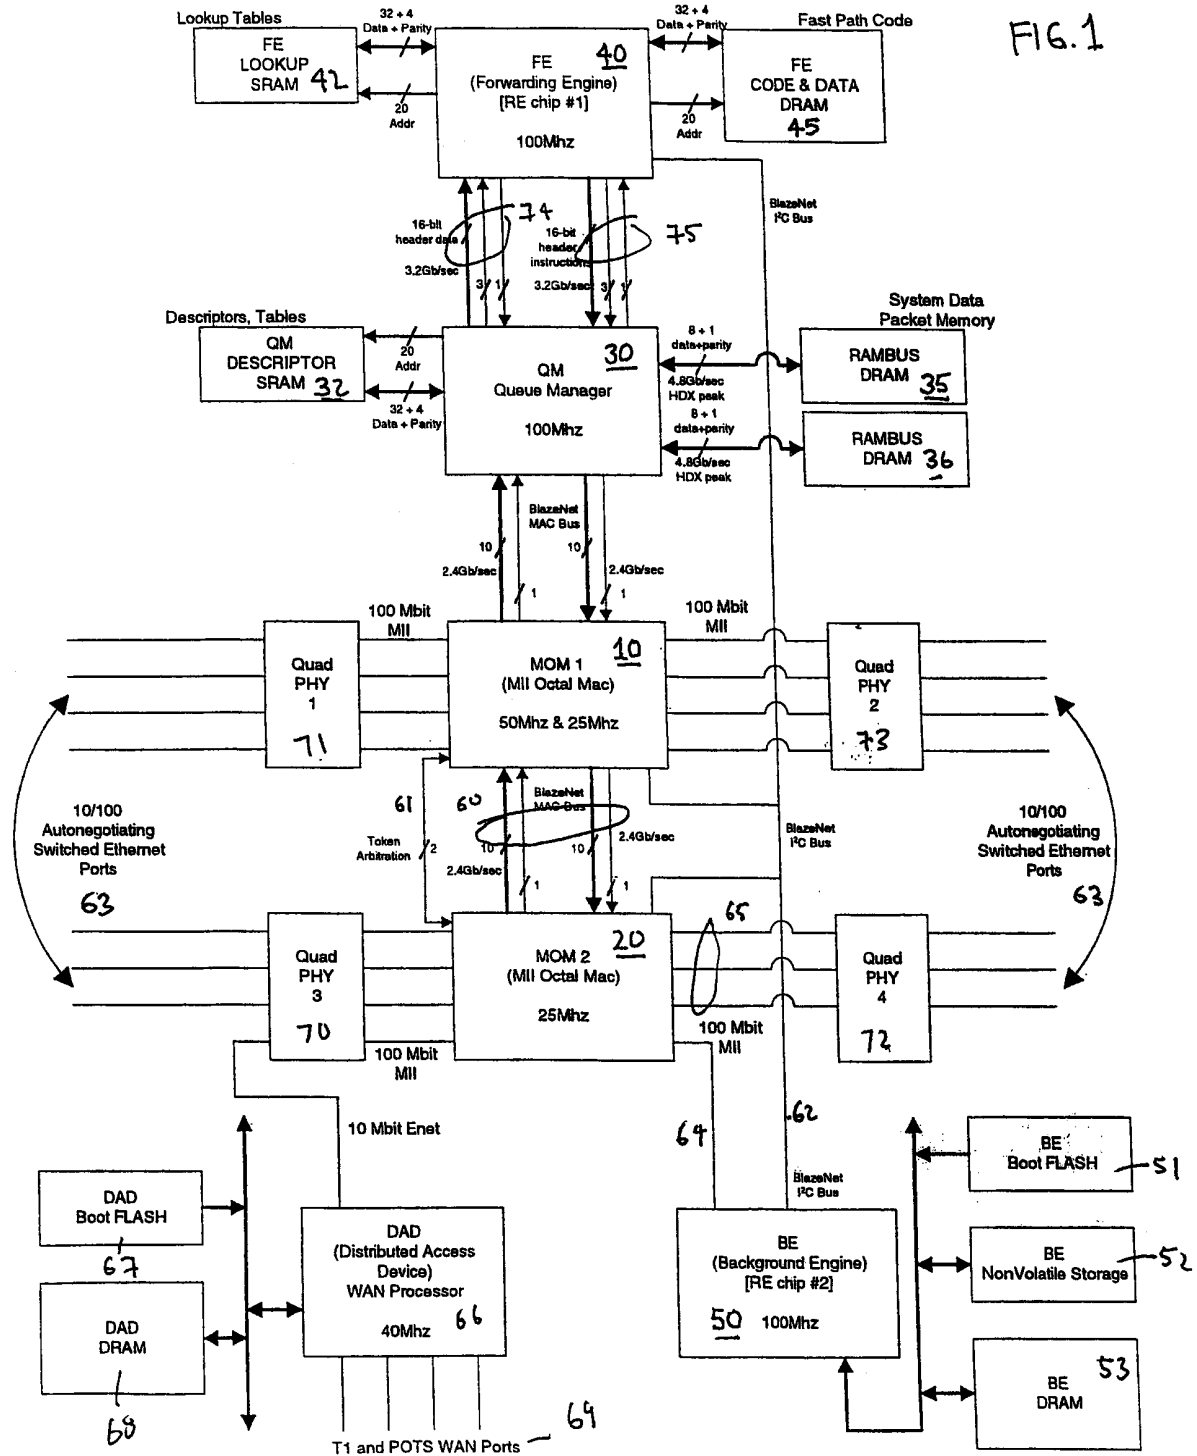 FIG. 1
Lookup Tables
32 + 4
Data + Parity
FE
LOOKUP
SRAM 42
20
Addr
40
FE
(Forwarding Engine)
[RE chip #1]
100Mhz
32 + 4
Data + Parity
20
Addr
Fast Path Code
FE
CODE & DATA
DRAM
45
BlazeNet
I²C Bus
74
16-bit
header data
3.2Gb/sec
3
1
75
16-bit
header
instructions
3.2Gb/sec
3
1
Descriptors, Tables
QM
DESCRIPTOR
SRAM
32
20
Addr
32 + 4
Data + Parity
30
QM
Queue Manager
100Mhz
8 + 1
data+parity
4.8Gb/sec
HDX peak
8 + 1
data+parity
4.8Gb/sec
HDX peak
System Data
Packet Memory
RAMBUS
DRAM 35
RAMBUS
DRAM 36
BlazeNet
MAC Bus
10
2.4Gb/sec
1
10
2.4Gb/sec
1
100 Mbit
MII
100 Mbit
MII
Quad
PHY
1
71
10
MOM 1
(MII Octal Mac)
50Mhz & 25Mhz
Quad
PHY
2
73
10/100
Autonegotiating
Switched Ethernet
Ports
63
61
Token
Arbitration
2
60
BlazeNet
MAC Bus
10
2.4Gb/sec
1
10
2.4Gb/sec
1
BlazeNet
I²C Bus
10/100
Autonegotiating
Switched Ethernet
Ports
63
Quad
PHY
3
70
20
MOM 2
(MII Octal Mac)
25Mhz
65
Quad
PHY
4
72
100 Mbit
MII
100 Mbit
MII
10 Mbit Enet
64
62
BlazeNet
I²C Bus
DAD
Boot FLASH
67
DAD
DRAM
68
DAD
(Distributed Access
Device)
WAN Processor
40Mhz 66
T1 and POTS WAN Ports
69
BE
(Background Engine)
[RE chip #2]
50 100Mhz
BE
Boot FLASH
51
BE
NonVolatile Storage
52
BE
DRAM
53